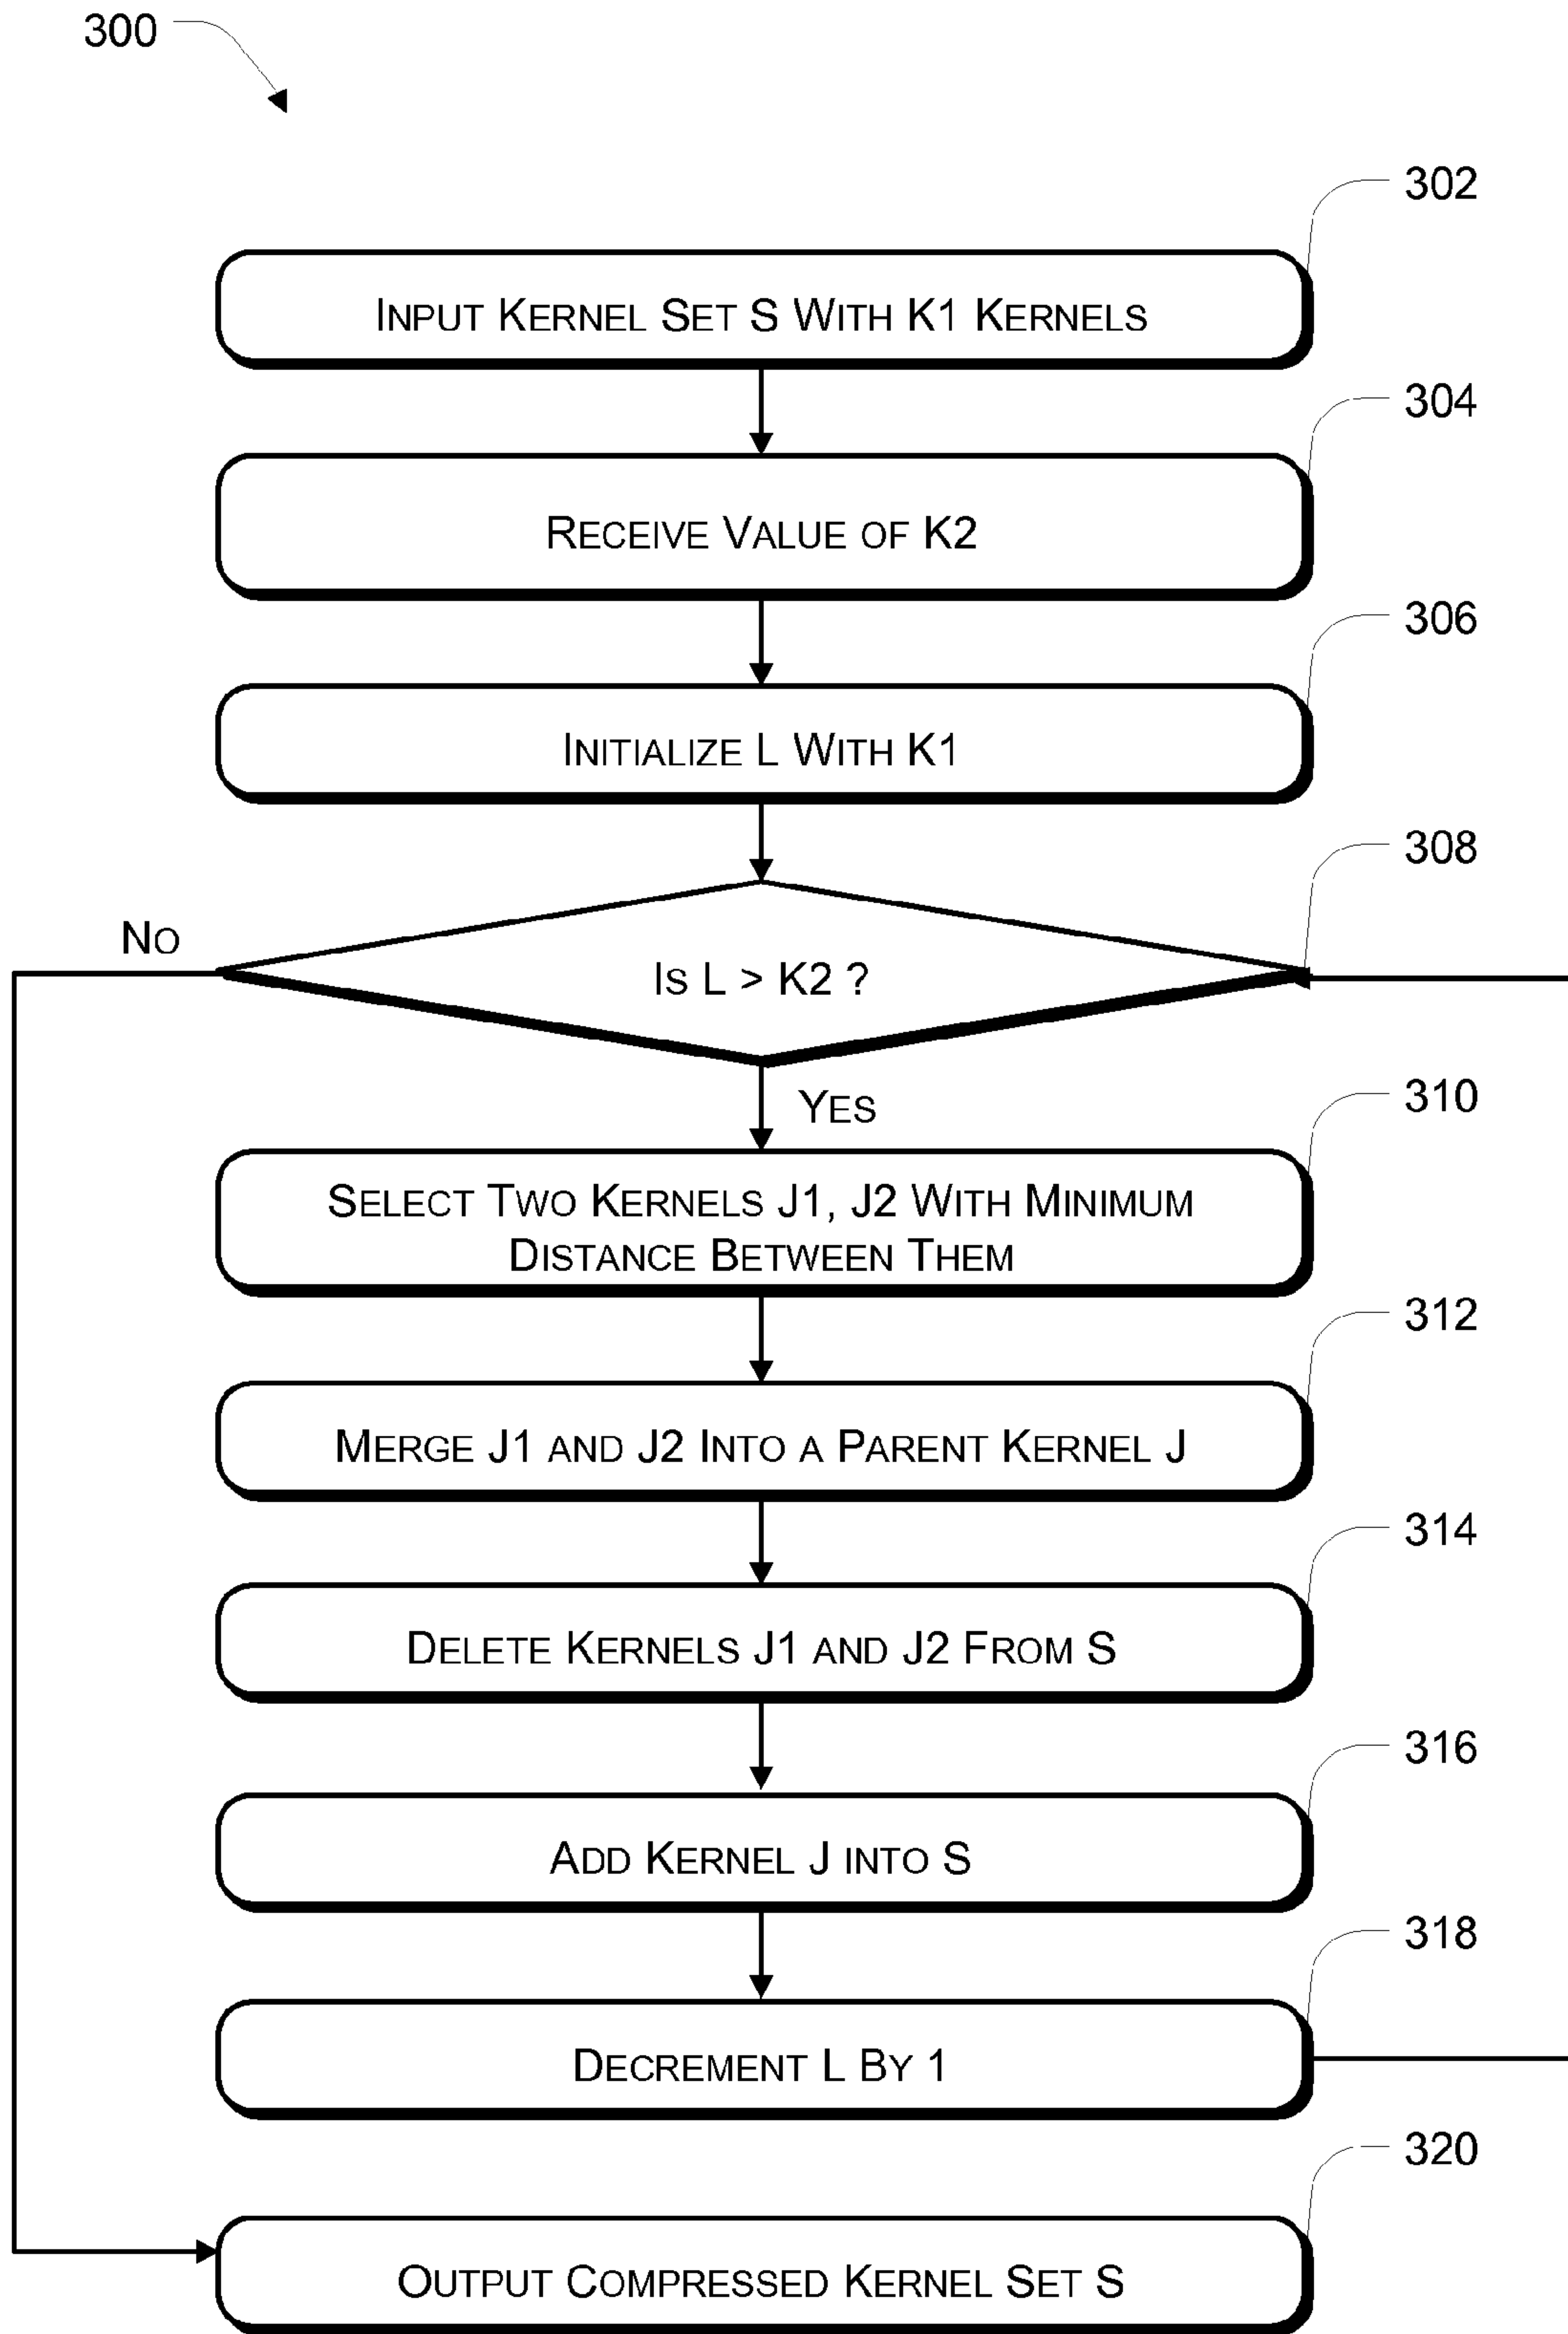 300
302
INPUT KERNEL SET S WITH K1 KERNELS
304
RECEIVE VALUE OF K2
306
INITIALIZE L WITH K1
308
NO
IS L > K2 ?
YES
310
SELECT TWO KERNELS J1, J2 WITH MINIMUM
DISTANCE BETWEEN THEM
312
MERGE J1 AND J2 INTO A PARENT KERNEL J
314
DELETE KERNELS J1 AND J2 FROM S
316
ADD KERNEL J INTO S
318
DECREMENT L BY 1
320
OUTPUT COMPRESSED KERNEL SET S